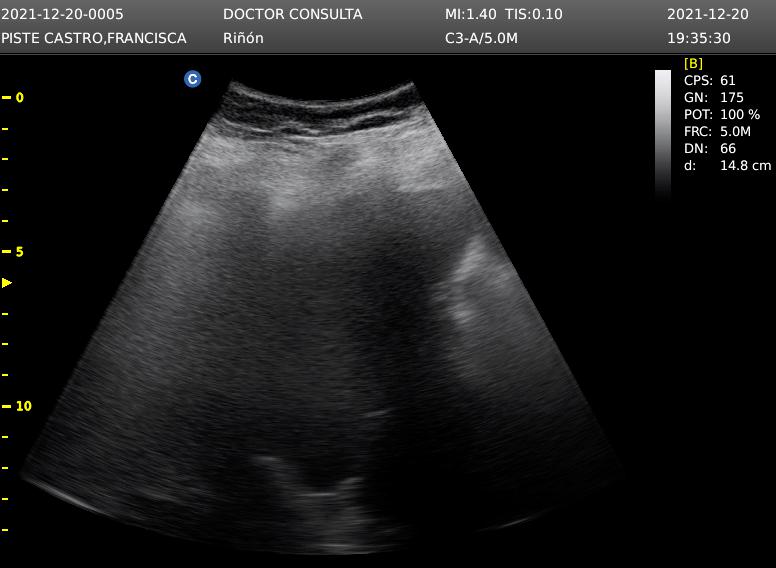 2021-12-20-0005 DOCTOR CONSULTA MI:1.40 TIS:0.10 2021-12-20
PISTE CASTRO,FRANCISCA Riñón C3-A/5.0M 19:35:30
[B]
C
CPS: 61
0
GN: 175
POT: 100 %
FRC: 5.0M
DN: 66
d: 14.8 cm
5
10